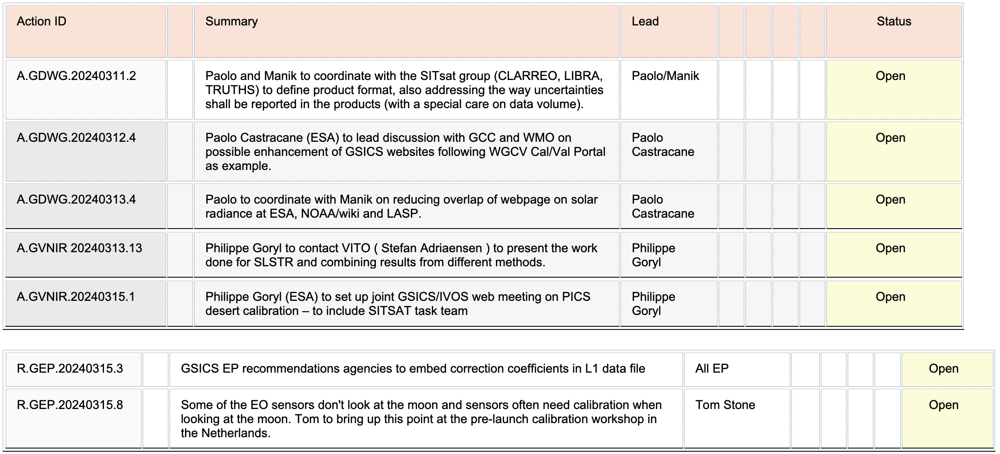 Action ID Summary Lead Status
A.GDWG.20240311.2 Paolo and Manik to coordinate with the SITsat group (CLARREO, LIBRA, Paolo/Manik Open
TRUTHS) to define product format, also addressing the way uncertainties
shall be reported in the products (with a special care on data volume).
A.GDWG.20240312.4 Paolo Castracane (ESA) to lead discussion with GCC and WMO on Paolo Open
possible enhancement of GSICS websites following WGCV Cal/Val Portal Castracane
as example.
A.GDWG.20240313.4 Paolo to coordinate with Manik on reducing overlap of webpage on solar Paolo Open
radiance at ESA, NOAA/wiki and LASP. Castracane
A.GVNIR 20240313.13 Philippe Goryl to contact VITO ( Stefan Adriaensen ) to present the work Philippe Open
done for SLSTR and combining results from different methods. Goryl
A.GVNIR.20240315.1 Philippe Goryl (ESA) to set up joint GSICS/IVOS web meeting on PICS Philippe Open
desert calibration – to include SITSAT task team Goryl
R.GEP.20240315.3 GSICS EP recommendations agencies to embed correction coefficients in L1 data file All EP Open
R.GEP.20240315.8 Some of the EO sensors don't look at the moon and sensors often need calibration when Tom Stone Open
looking at the moon. Tom to bring up this point at the pre-launch calibration workshop in
the Netherlands.